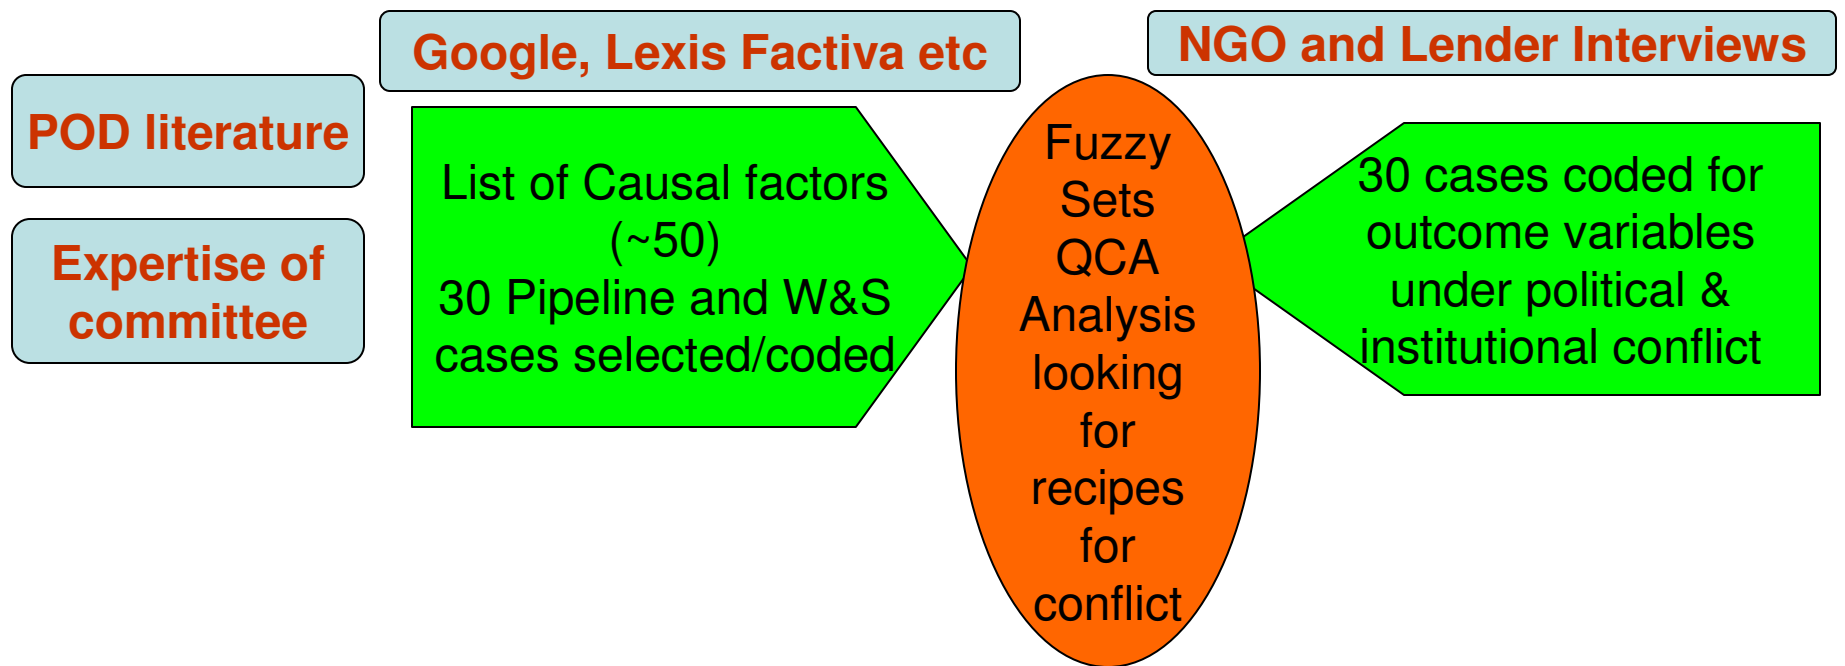 Google, Lexis Factiva etc
NGO and Lender Interviews
POD literature
Expertise of
committee
List of Causal factors
(~50)
30 Pipeline and W&S
cases selected/coded
Fuzzy
Sets
QCA
Analysis
looking
for
recipes
for
conflict
30 cases coded for
outcome variables
under political &
institutional conflict